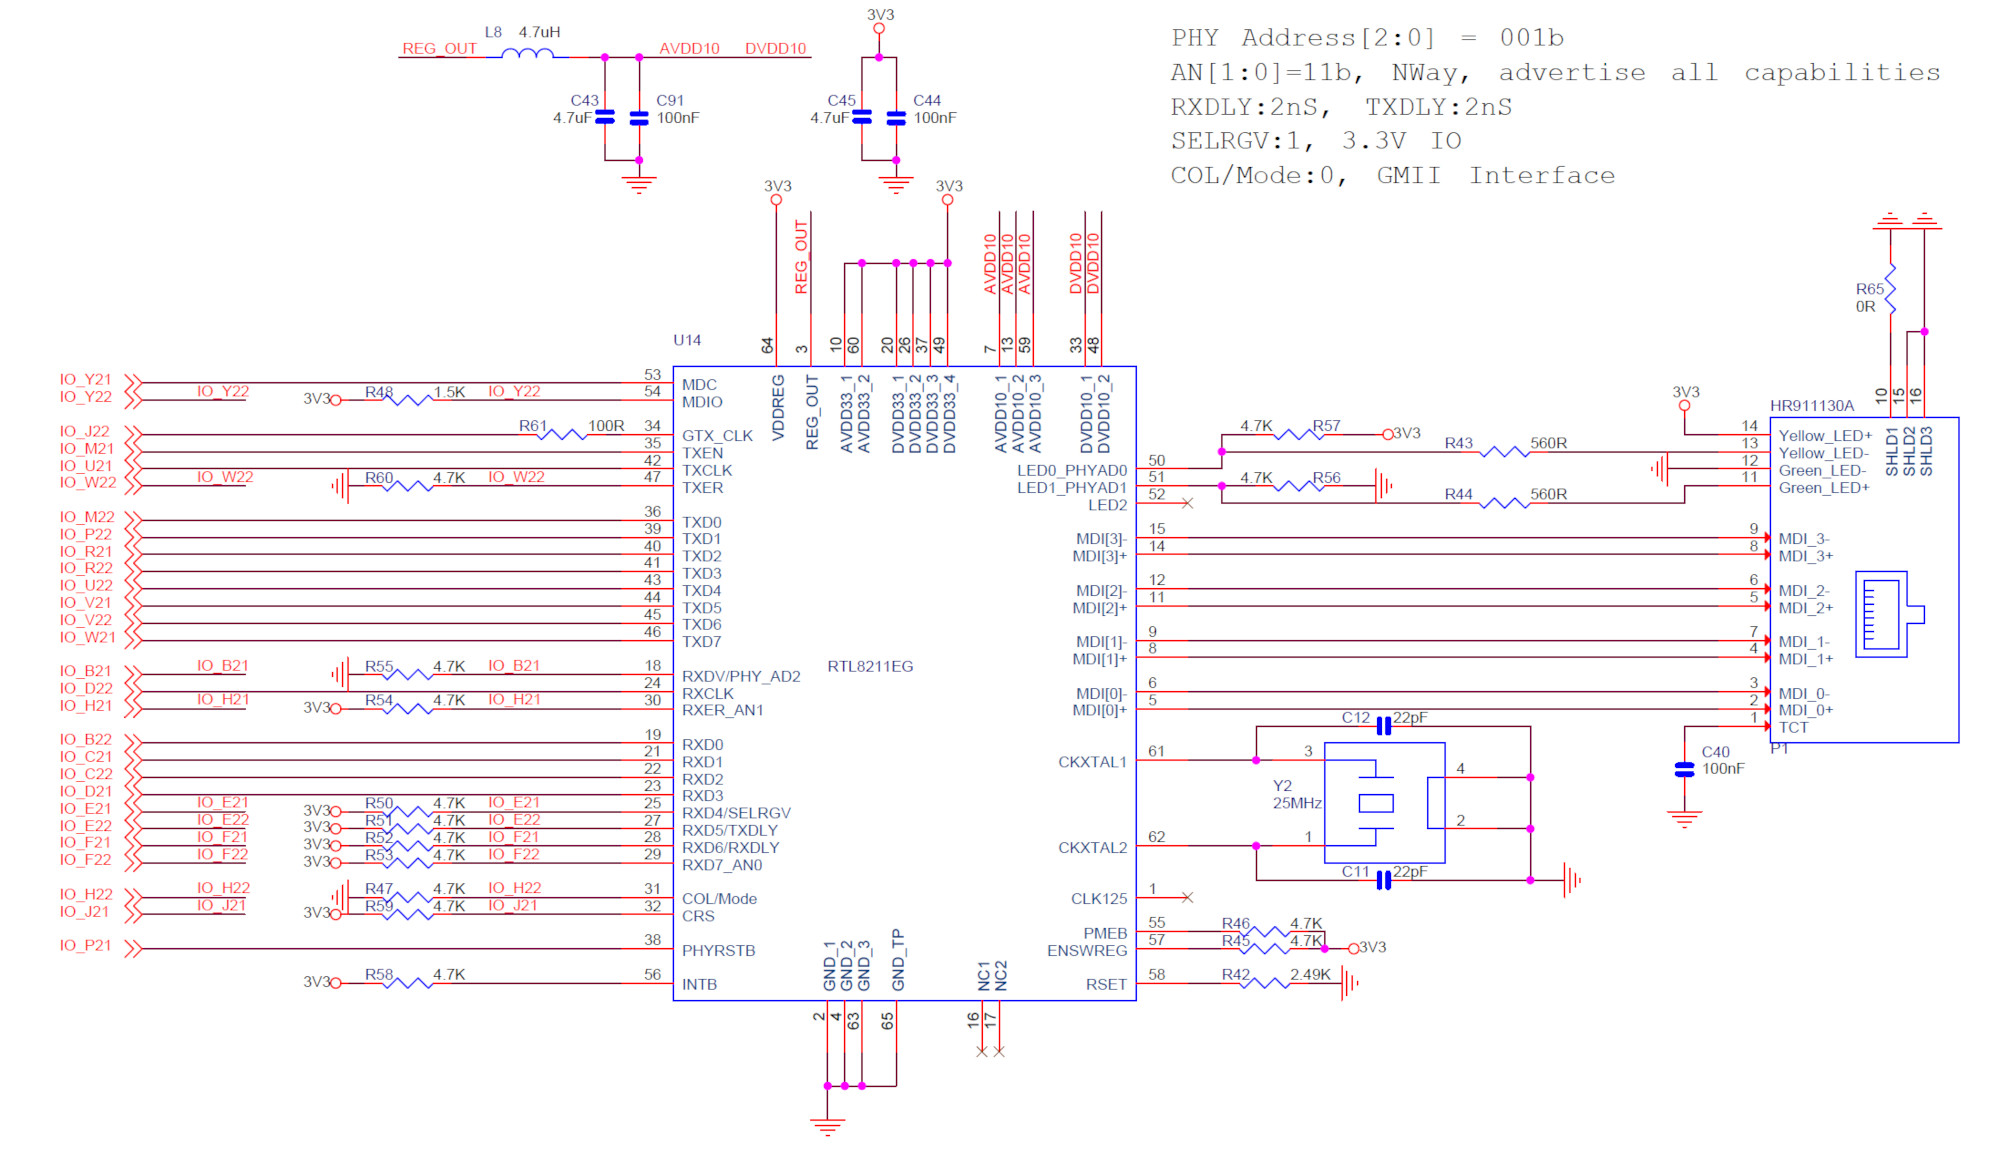 L8 4.7uH
REG_OUT AVDD10 DVDD10
C43 4.7uF
C91 100nF
3V3
C45 4.7uF
C44 100nF
PHY Address[2:0] = 001b
AN[1:0]=11b, NWay, advertise all capabilities
RXDLY:2nS, TXDLY:2nS
SELRGV:1, 3.3V IO
COL/Mode:0, GMII Interface
3V3
REG_OUT
3V3
AVDD10
AVDD10
AVDD10
DVDD10
DVDD10
U14
64 3 10 60 20 26 37 49 7 13 59 33 48
VDDREG
REG_OUT
AVDD33_1
AVDD33_2
DVDD33_1
DVDD33_2
DVDD33_3
DVDD33_4
AVDD10_1
AVDD10_2
AVDD10_3
DVDD10_1
DVDD10_2
IO_Y21 53 MDC
IO_Y22 IO_Y22 3V3 R48 1.5K IO_Y22 54 MDIO
IO_J22 R61 100R 34 GTX_CLK
IO_M21 35 TXEN
IO_U21 42 TXCLK
IO_W22 IO_W22 R60 4.7K IO_W22 47 TXER
IO_M22 36 TXD0
IO_P22 39 TXD1
IO_R21 40 TXD2
IO_R22 41 TXD3
IO_U22 43 TXD4
IO_V21 44 TXD5
IO_V22 45 TXD6
IO_W21 46 TXD7
IO_B21 IO_B21 R55 4.7K IO_B21 18 RXDV/PHY_AD2
IO_D22 24 RXCLK
IO_H21 IO_H21 3V3 R54 4.7K IO_H21 30 RXER_AN1
IO_B22 19 RXD0
IO_C21 21 RXD1
IO_C22 22 RXD2
IO_D21 23 RXD3
IO_E21 IO_E21 3V3 R50 4.7K IO_E21 25 RXD4/SELRGV
IO_E22 IO_E22 3V3 R51 4.7K IO_E22 27 RXD5/TXDLY
IO_F21 IO_F21 3V3 R52 4.7K IO_F21 28 RXD6/RXDLY
IO_F22 IO_F22 3V3 R53 4.7K IO_F22 29 RXD7_AN0
IO_H22 IO_H22 R47 4.7K IO_H22 31 COL/Mode
IO_J21 IO_J21 3V3 R59 4.7K IO_J21 32 CRS
IO_P21 38 PHYRSTB
3V3 R58 4.7K 56 INTB
RTL8211EG
GND_1
GND_2
GND_3
GND_TP
NC1
NC2
2 4 63 65 16 17
LED0_PHYAD0 50
LED1_PHYAD1 51
LED2 52
4.7K R57 3V3
4.7K R56
R43 560R
R44 560R
MDI[3]- 15
MDI[3]+ 14
MDI[2]- 12
MDI[2]+ 11
MDI[1]- 9
MDI[1]+ 8
MDI[0]- 6
MDI[0]+ 5
CKXTAL1 61
CKXTAL2 62
CLK125 1
PMEB 55 R46 4.7K
ENSWREG 57 R45 4.7K 3V3
RSET 58 R42 2.49K
C12 22pF
3 4
Y2
25MHz
1 2
C11 22pF
R65
0R
10 15 16
SHLD1
SHLD2
SHLD3
3V3
HR911130A
14 Yellow_LED+
13 Yellow_LED-
12 Green_LED-
11 Green_LED+
9 MDI_3-
8 MDI_3+
6 MDI_2-
5 MDI_2+
7 MDI_1-
4 MDI_1+
3 MDI_0-
2 MDI_0+
1 TCT
P1
C40
100nF